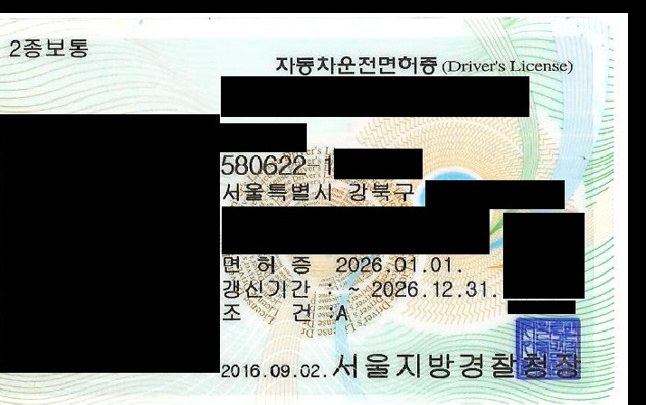 2종보통
자동차운전면허증 (Driver's License)
580622 1
서울특별시 강북구
면 허 증 2026.01.01.
갱신기간 : ~ 2026.12.31.
조 건 :A
2016.09.02. 서울지방경찰청장